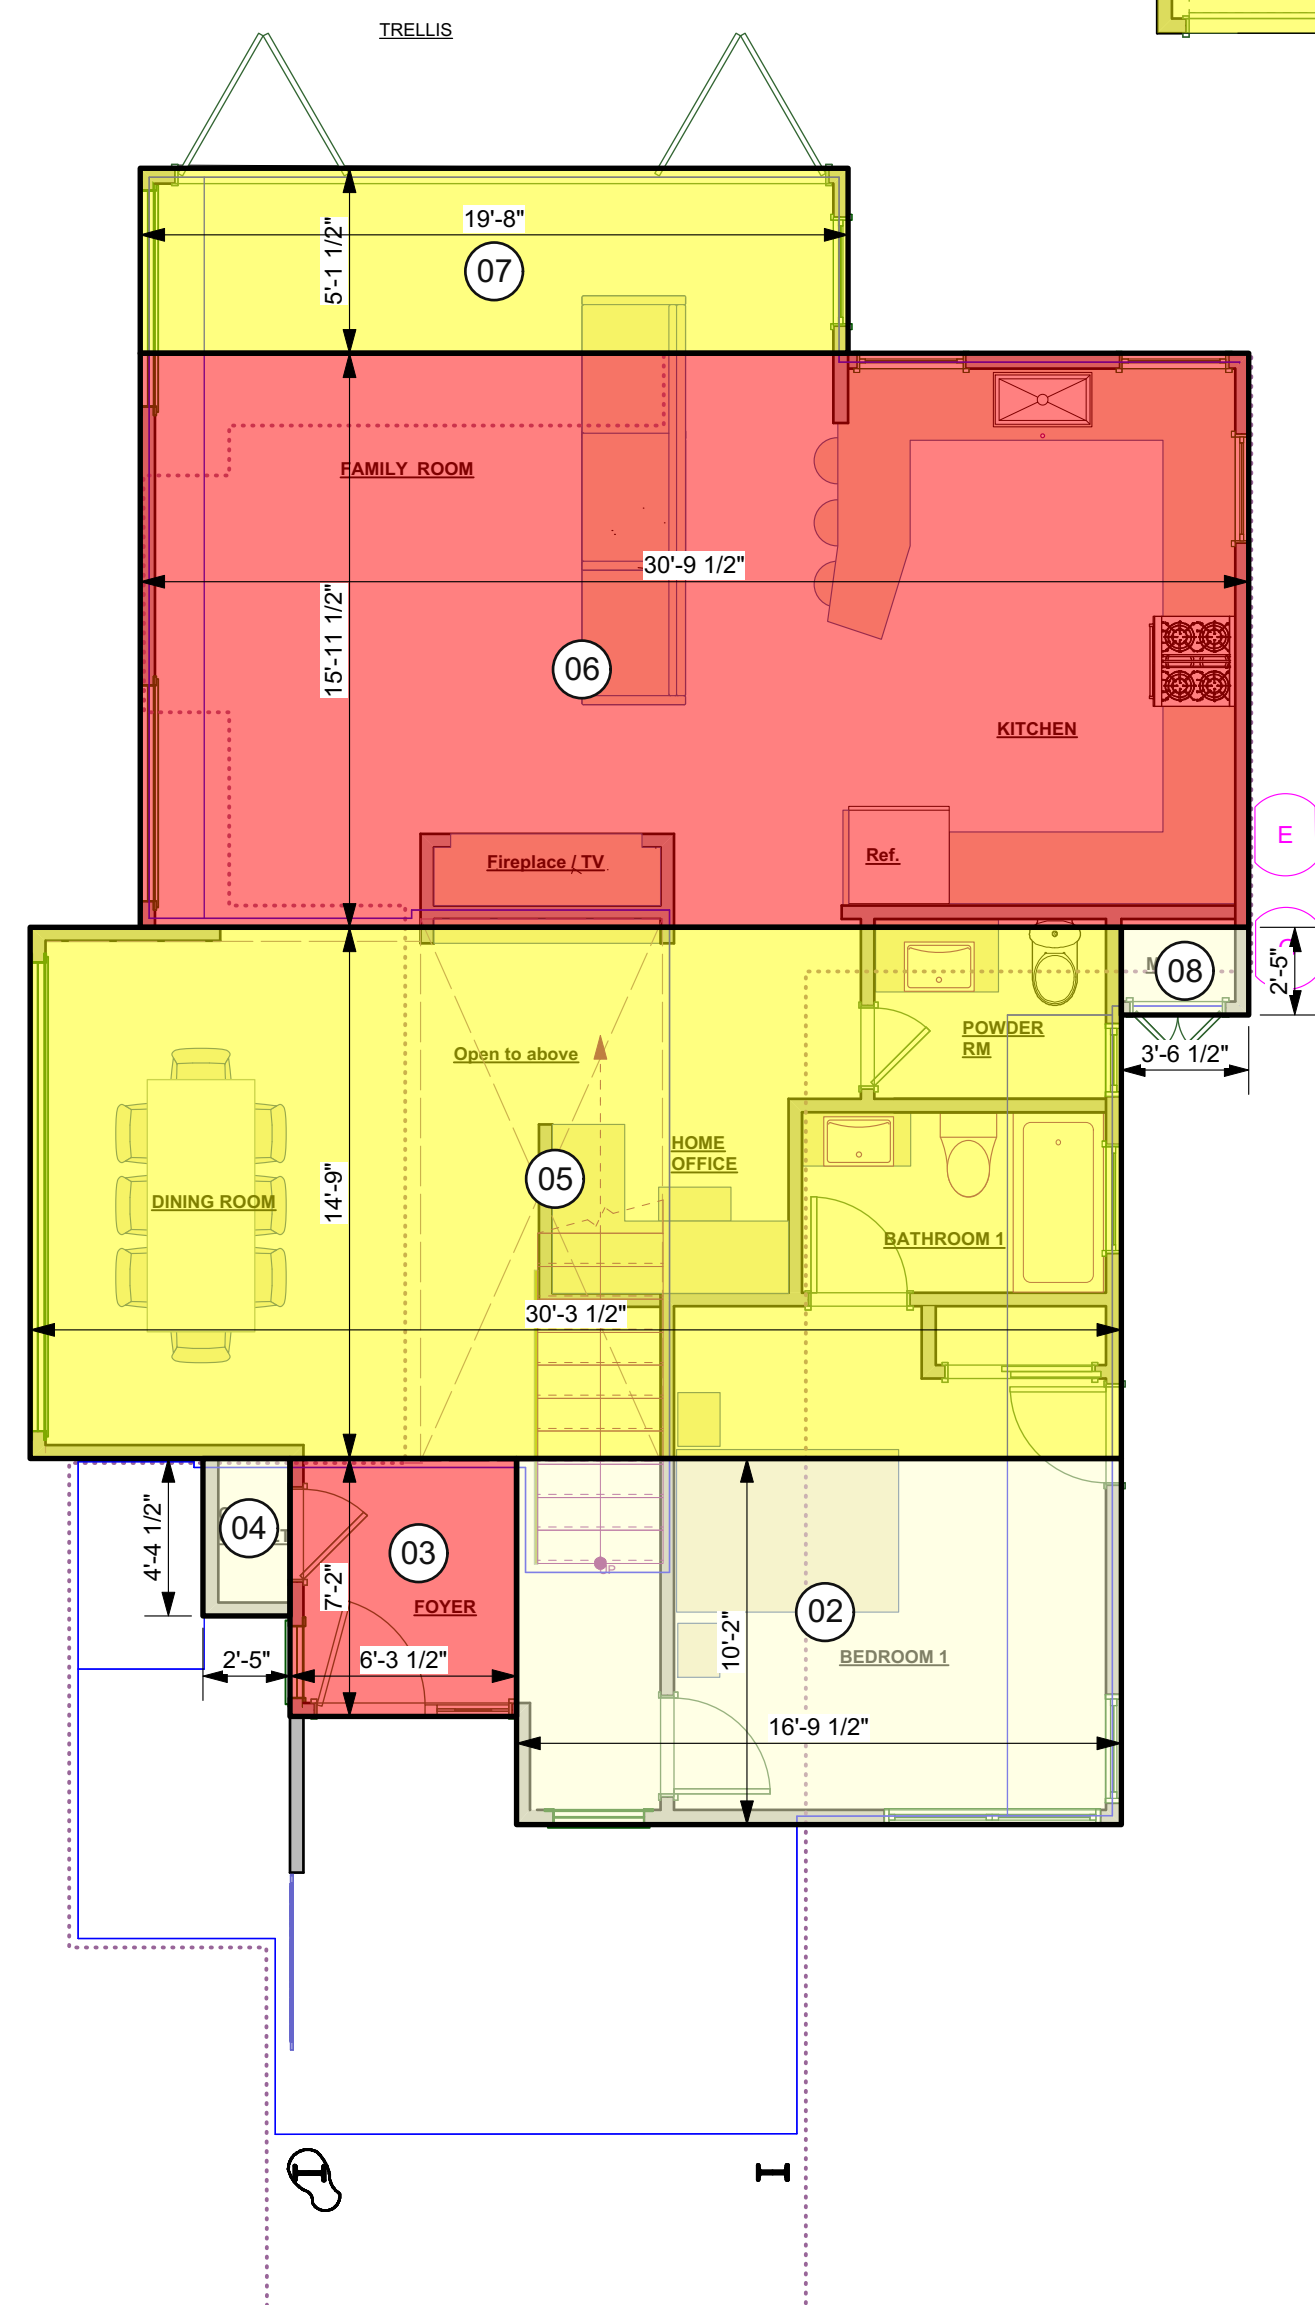 TRELLIS
19'-8"
5'-1 1/2"
07
FAMILY ROOM
30'-9 1/2"
15'-11 1/2"
06
KITCHEN
E
Fireplace / TV
Ref.
08
2'-5"
3'-6 1/2"
POWDER
RM
Open to above
HOME
OFFICE
05
14'-9"
DINING ROOM
BATHROOM 1
30'-3 1/2"
04
4'-4 1/2"
03
7'-2"
FOYER
UP
02
10'-2"
BEDROOM 1
2'-5"
6'-3 1/2"
16'-9 1/2"